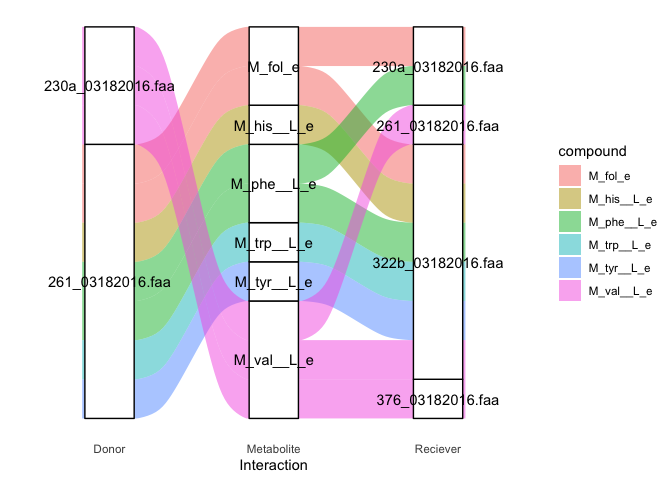 230a_03182016.faa
261_03182016.faa
M_fol_e
M_his__L_e
M_phe__L_e
M_trp__L_e
M_tyr__L_e
M_val__L_e
230a_03182016.faa
261_03182016.faa
322b_03182016.faa
376_03182016.faa
Donor
Metabolite
Reciever
Interaction
compound
M_fol_e
M_his__L_e
M_phe__L_e
M_trp__L_e
M_tyr__L_e
M_val__L_e